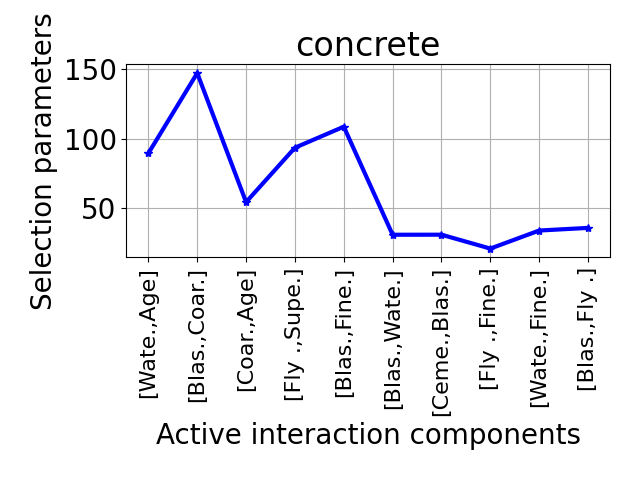 concrete
Selection parameters
150
100
50
[Wate.,Age]
[Blas.,Coar.]
[Coar.,Age]
[Fly .,Supe.]
[Blas.,Fine.]
[Blas.,Wate.]
[Ceme.,Blas.]
[Fly .,Fine.]
[Wate.,Fine.]
[Blas.,Fly .]
Active interaction components